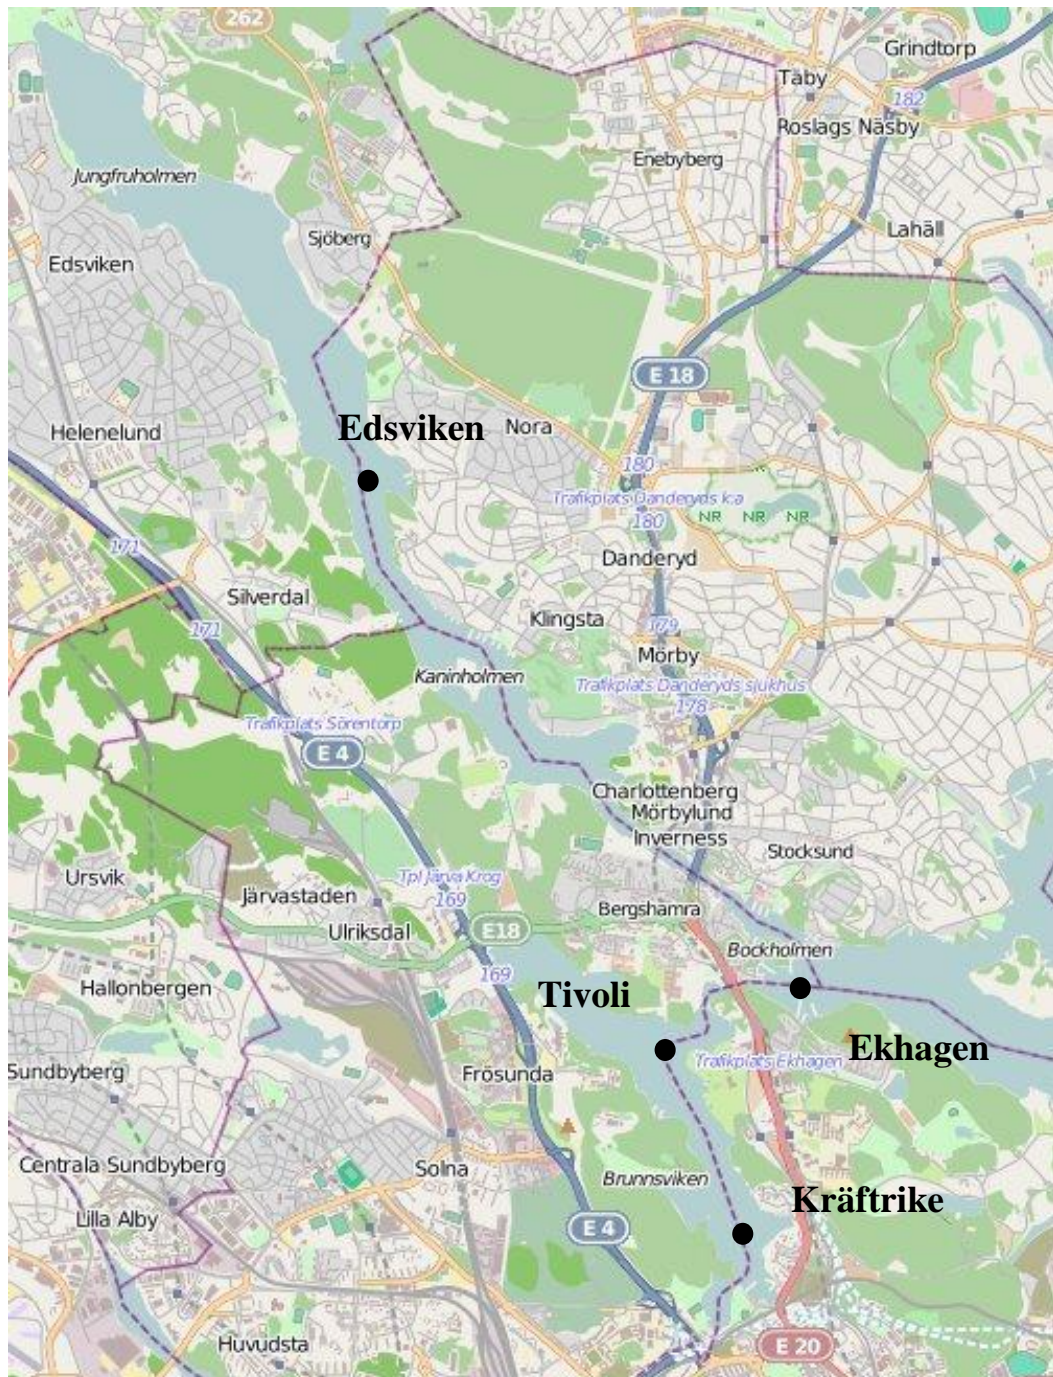 262
Grindtorp
Täby
182
Roslags Näsby
Enebyberg
Jungfruholmen
Sjöberg
Lahäll
Edsviken
E 18
Edsviken
Nora
Helenelund
180
Trafikplats Danderyds k:a
NR NR NR
180
171
Danderyd
Silverdal
171
Klingsta
179
Mörby
Kaninholmen
Trafikplats Danderyds sjukhus
178
Trafikplats Sörentorp
E 4
Charlottenberg
Mörbylund
Inverness
Stocksund
Ursvik
Tpl Järva Krog
Järvastaden
169
Bergshamra
Ulriksdal
E18
Bockholmen
169
Hallonbergen
Tivoli
Ekhagen
Trafikplats Ekhagen
Sundbyberg
Frösunda
Centrala Sundbyberg
Solna
Brunnsviken
Kräftrike
Lilla Alby
E 4
Huvudsta
E 20